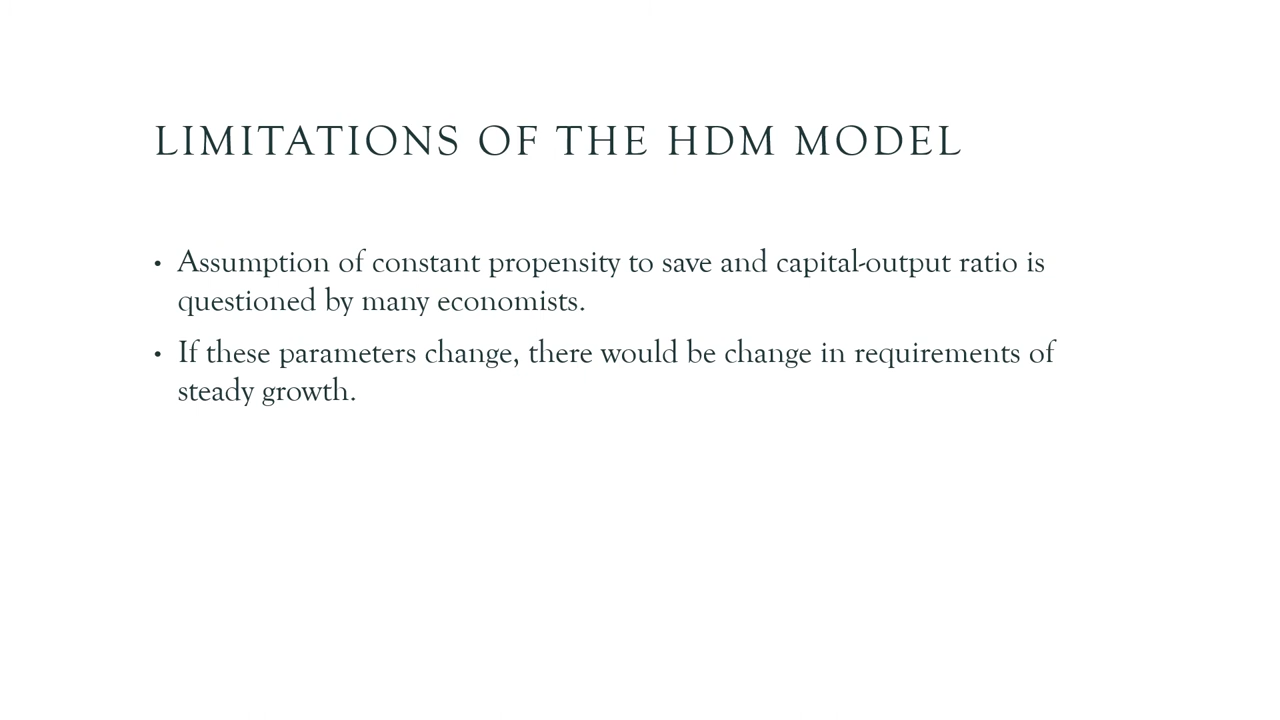 LIMITATIONS OF THE HDM MODEL
• Assumption of constant propensity to save and capital-output ratio is
questioned by many economists.
• If these parameters change, there would be change in requirements of
steady growth.